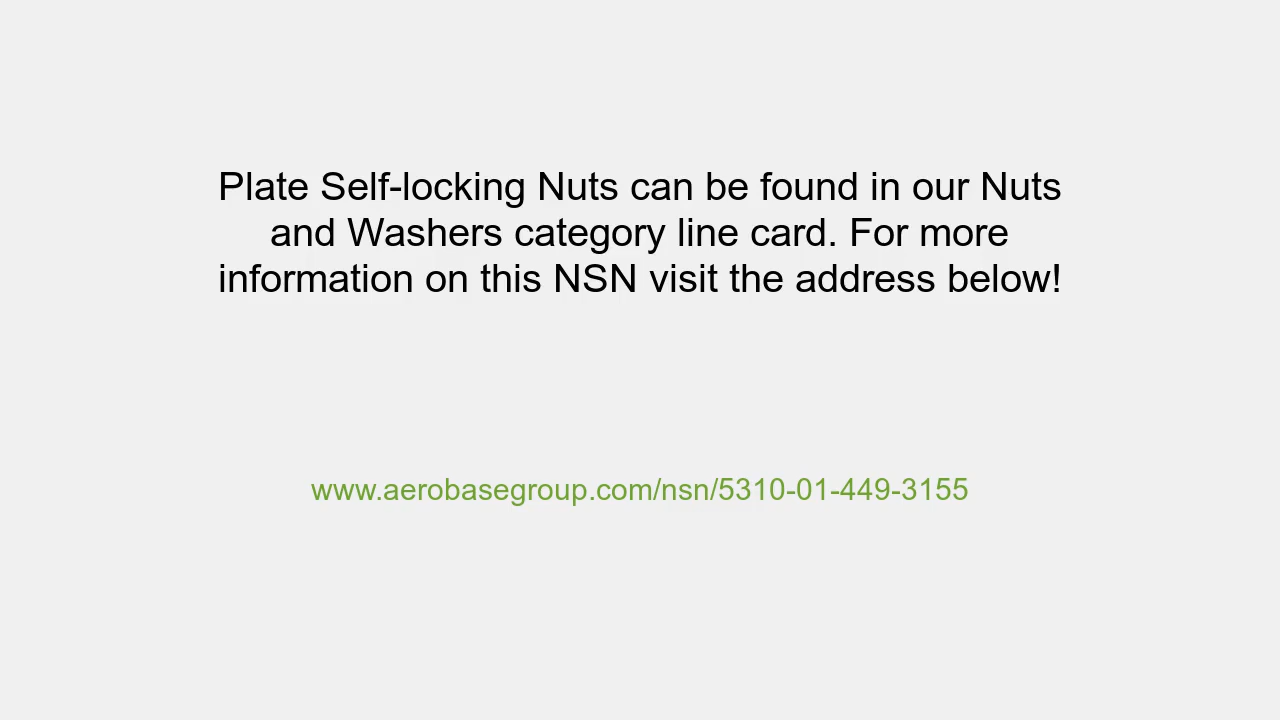 Plate Self-locking Nuts can be found in our Nuts
and Washers category line card. For more
information on this NSN visit the address below!
www.aerobasegroup.com/nsn/5310-01-449-3155